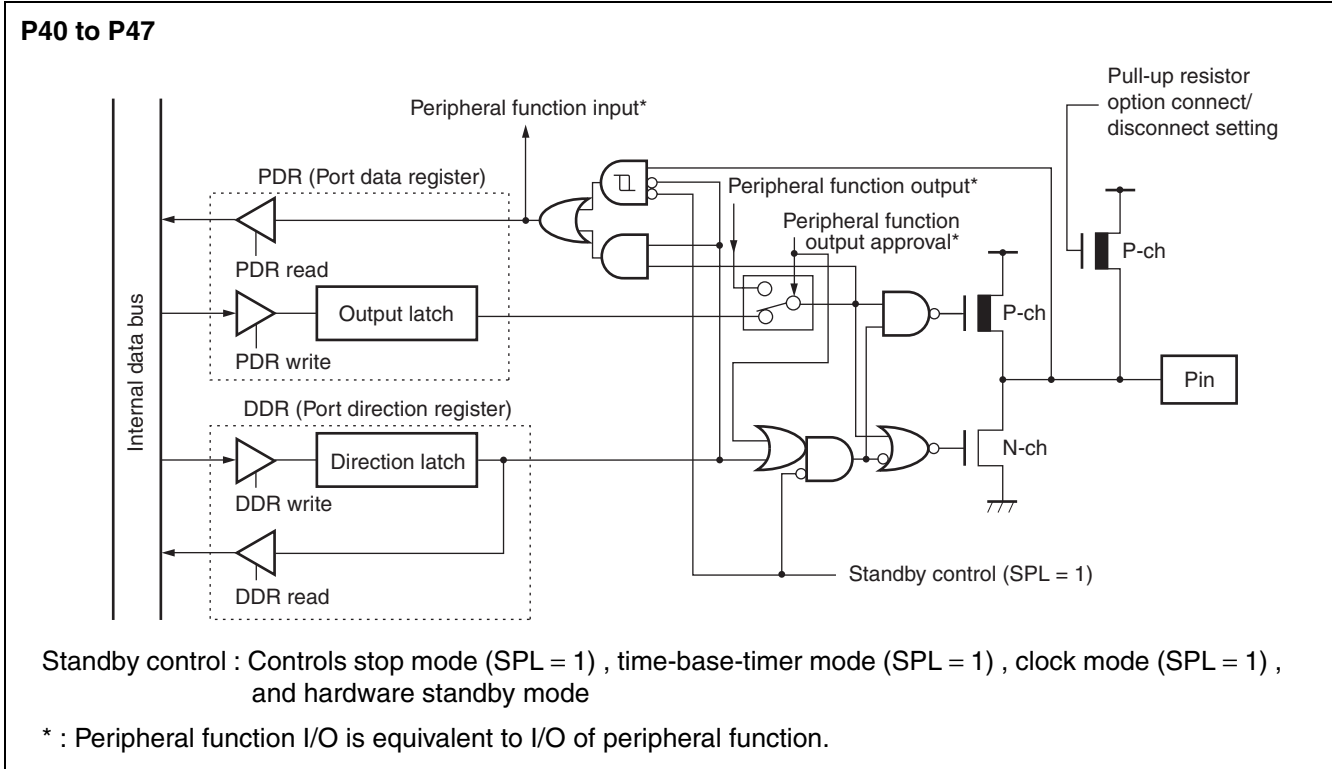 P40 to P47
Pull-up resistor
option connect/
disconnect setting
Peripheral function input*
PDR (Port data register)
Peripheral function output*
Peripheral function
output approval*
P-ch
PDR read
Internal data bus
Output latch
P-ch
PDR write
Pin
DDR (Port direction register)
Direction latch
N-ch
DDR write
Standby control (SPL = 1)
DDR read
Standby control : Controls stop mode (SPL = 1) , time-base-timer mode (SPL = 1) , clock mode (SPL = 1) ,
and hardware standby mode
* : Peripheral function I/O is equivalent to I/O of peripheral function.